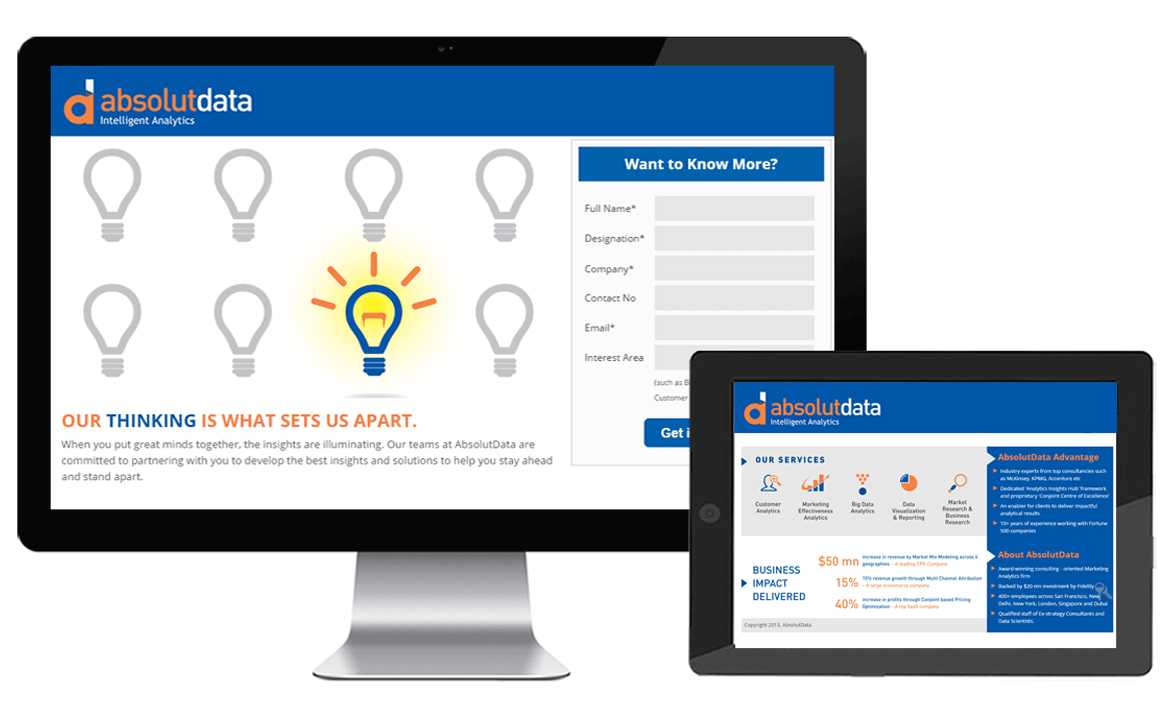 absolutdata
Intelligent Analytics
Want to Know More?
Full Name*
Designation*
Company*
Contact No
Email*
Interest Area
(such as B
Customer
Get i
OUR THINKING IS WHAT SETS US APART.
When you put great minds together, the insights are illuminating. Our teams at AbsolutData are
committed to partnering with you to develop the best insights and solutions to help you stay ahead
and stand apart.
absolutdata
Intelligent Analytics
OUR SERVICES
Customer
Analytics
Marketing
Effectiveness
Analytics
Big Data
Analytics
Data
Visualization
& Reporting
Market
Research &
Business
Research
BUSINESS
IMPACT
DELIVERED
$50 mn increase in revenue by Market Mix Modeling across 6
geographies - A leading CPG Company
15% 15% revenue growth through Multi Channel Attribution
- A large ecommerce company
40% increase in profits through Conjoint based Pricing
Optimization - A top SaaS company
AbsolutData Advantage
Industry experts from top consultancies such
as McKinsey, KPMG, Accenture etc
Dedicated 'Analytics Insights Hub' framework
and proprietary 'Conjoint Centre of Excellence'
An enabler for clients to deliver impactful
analytical results
10+ years of experience working with Fortune
500 companies
About AbsolutData
Award-winning consulting - oriented Marketing
Analytics firm
Backed by $20 mn investment by Fidelity
400+ employees across San Francisco, New
Delhi, New York, London, Singapore and Dubai
Qualified staff of Ex-strategy Consultants and
Data Scientists.
Copyright 2013, AbsolutData